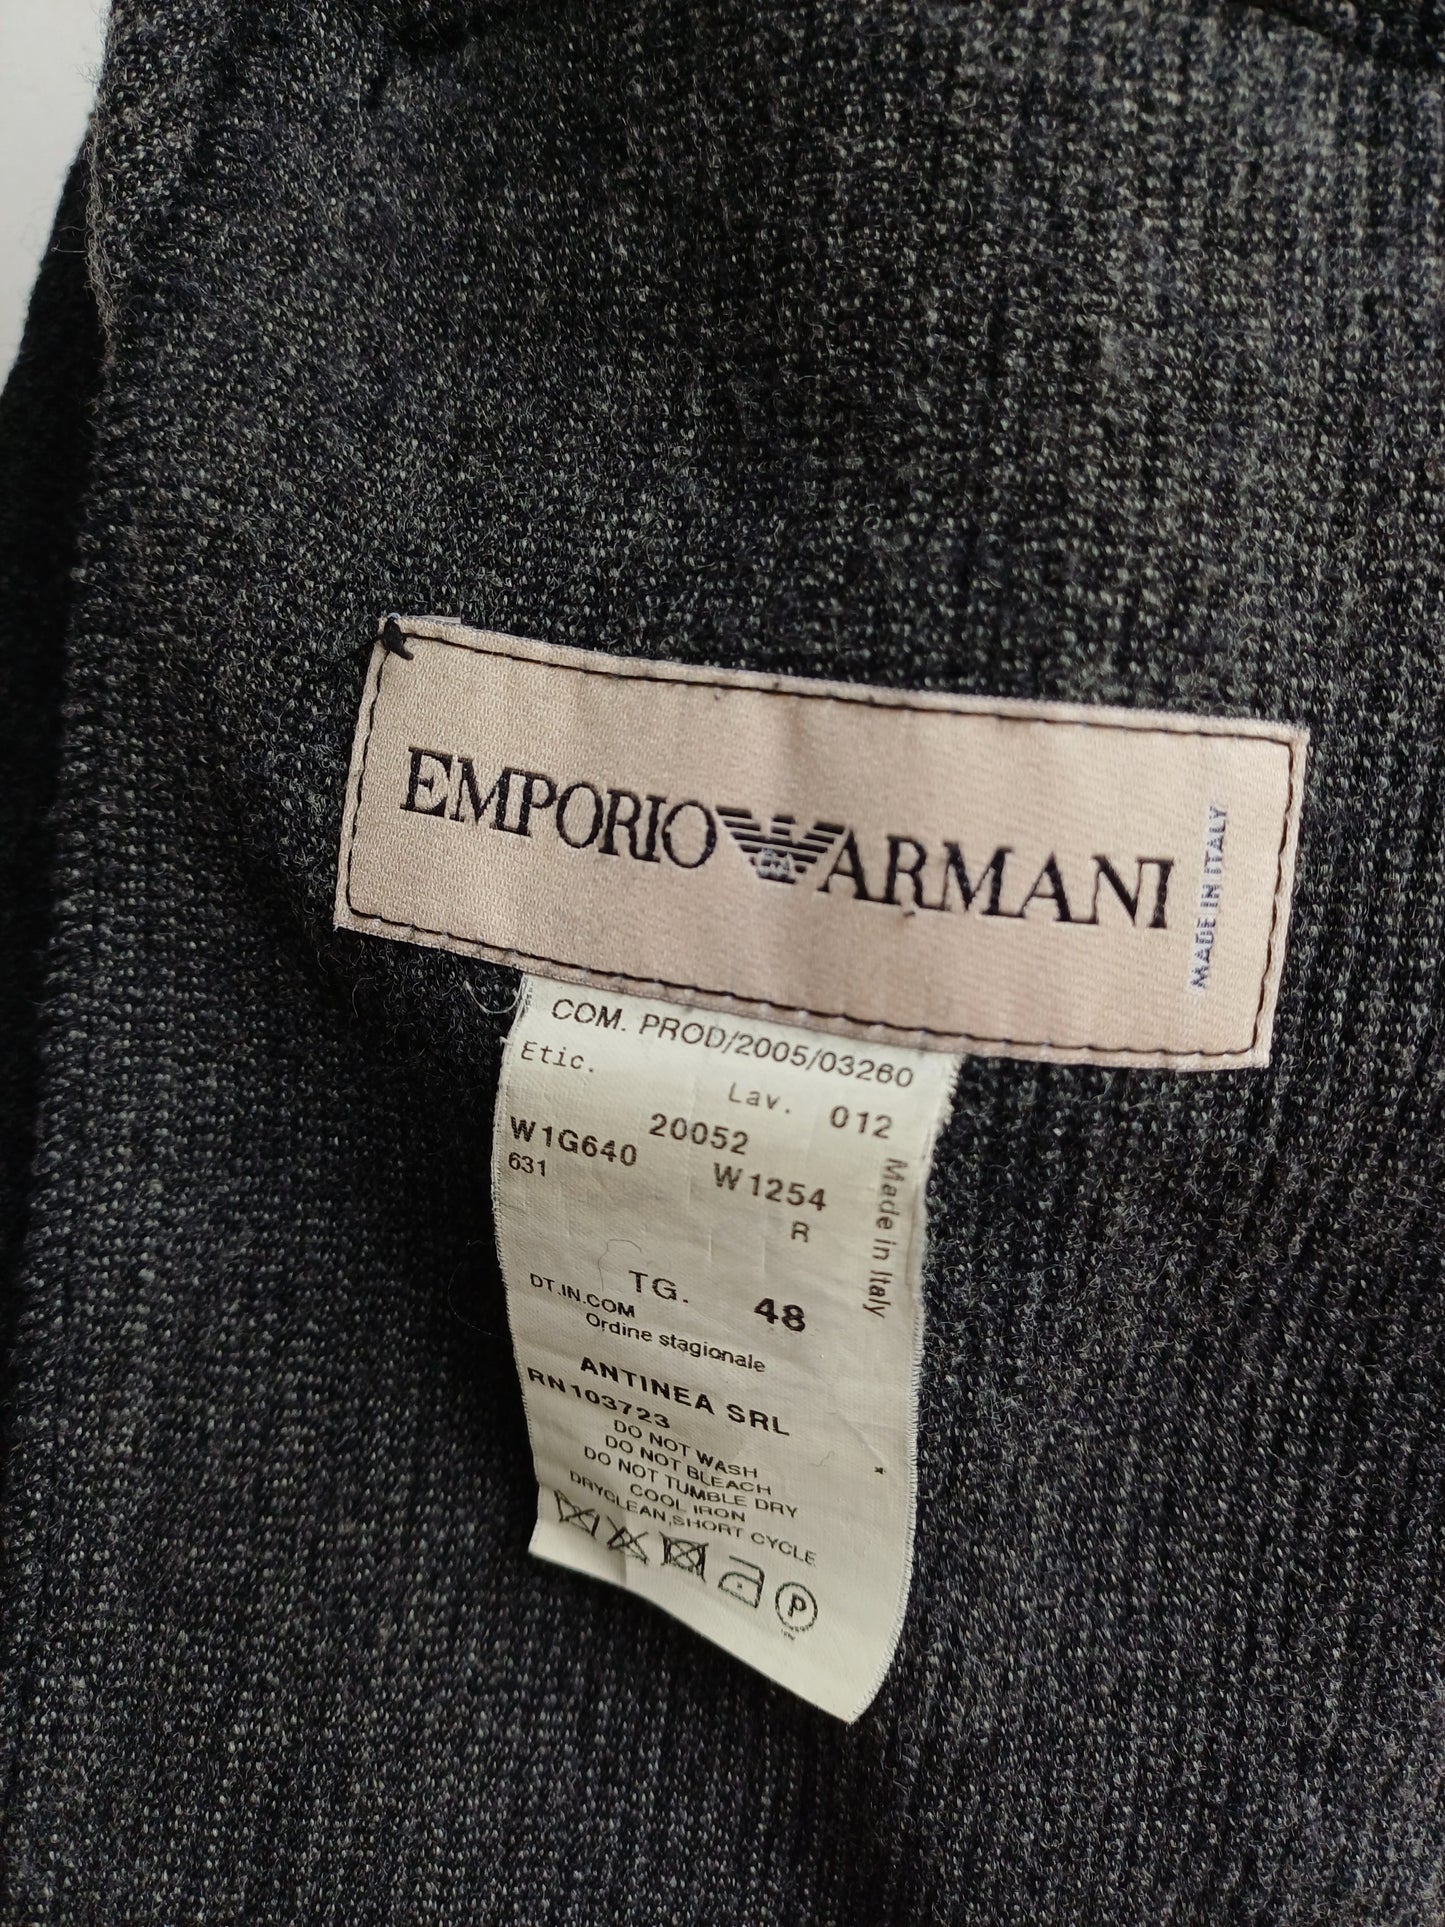 EMPORIO EA ARMANI
MADE IN ITALY
COM. PROD/2005/03260
Etic. Lav. 012
W1G640 20052 W1254
631 R
TG. 48
Made in Italy
DT.IN.COM
Ordine stagionale
ANTINEA SRL
RN103723
DO NOT WASH
DO NOT BLEACH
DO NOT TUMBLE DRY
COOL IRON
DRYCLEAN,SHORT CYCLE
P